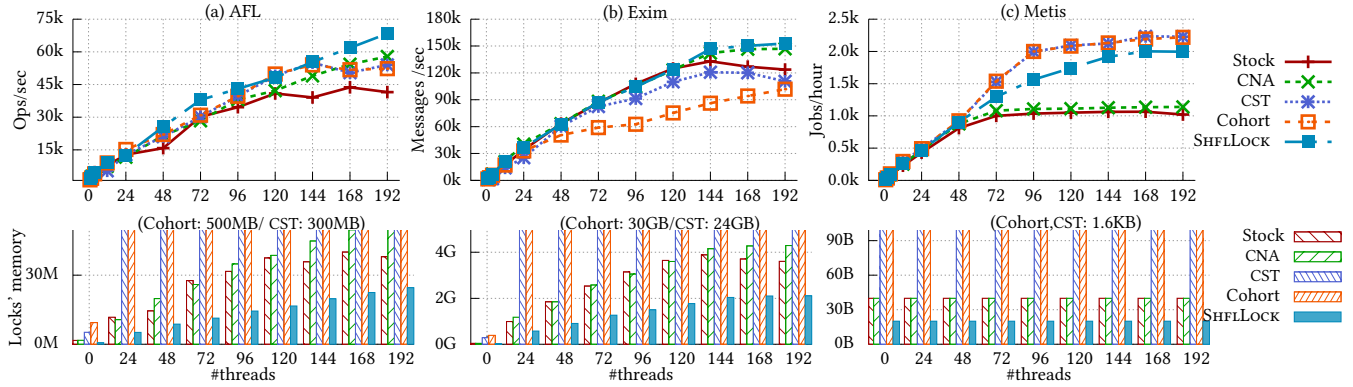 (a) AFL
Ops/sec
75k
60k
45k
30k
15k
0 24 48 72 96 120 144 168 192
(b) Exim
Messages /sec
180k
150k
120k
90k
60k
30k
0k
0 24 48 72 96 120 144 168 192
(c) Metis
Jobs/hour
2.5k
2.0k
1.5k
1.0k
0.5k
0.0k
0 24 48 72 96 120 144 168 192
Stock
CNA
CST
Cohort
SHFLLOCK
(Cohort: 500MB/ CST: 300MB)
Locks' memory
30M
0M
0 24 48 72 96 120 144 168 192
#threads
(Cohort: 30GB/CST: 24GB)
4G
2G
0G
0 24 48 72 96 120 144 168 192
#threads
(Cohort,CST: 1.6KB)
90B
60B
30B
0B
0 24 48 72 96 120 144 168 192
#threads
Stock
CNA
CST
Cohort
SHFLLOCK